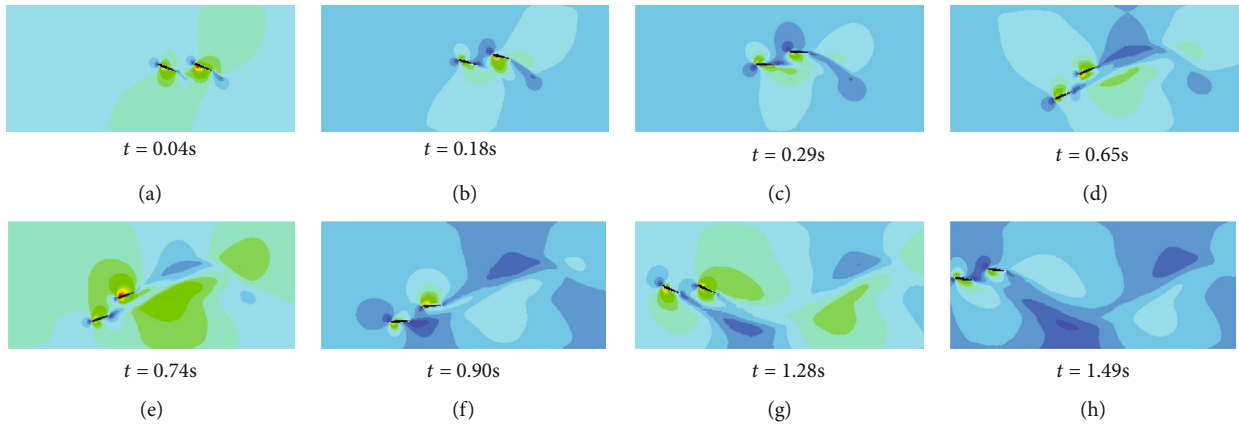 t = 0.04s
t = 0.18s
t = 0.29s
t = 0.65s
(a)
(b)
(c)
(d)
t = 0.74s
t = 0.90s
t = 1.28s
t = 1.49s
(e)
(f)
(g)
(h)